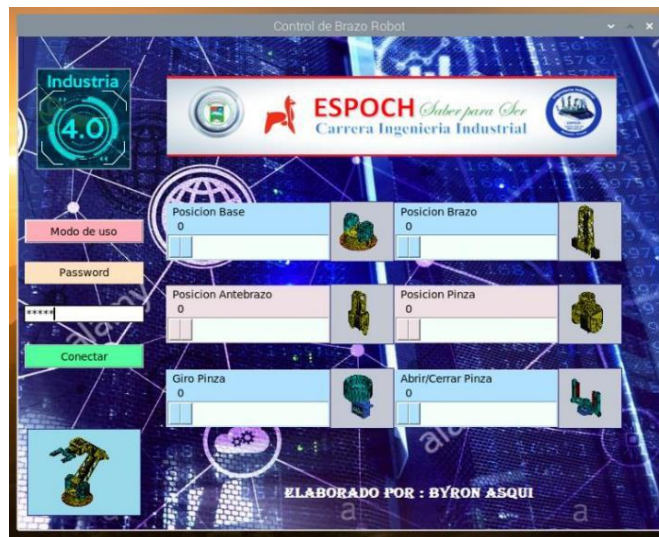 Control de Brazo Robot
Industria
4.0
ESPOCH Saber para Ser
Carrera Ingenieria Industrial
Modo de uso
Password
*****
Conectar
Posicion Base
0
Posicion Brazo
0
Posicion Antebrazo
0
Posicion Pinza
0
Giro Pinza
0
Abrir/Cerrar Pinza
0
ELABORADO POR : BYRON ASQUI